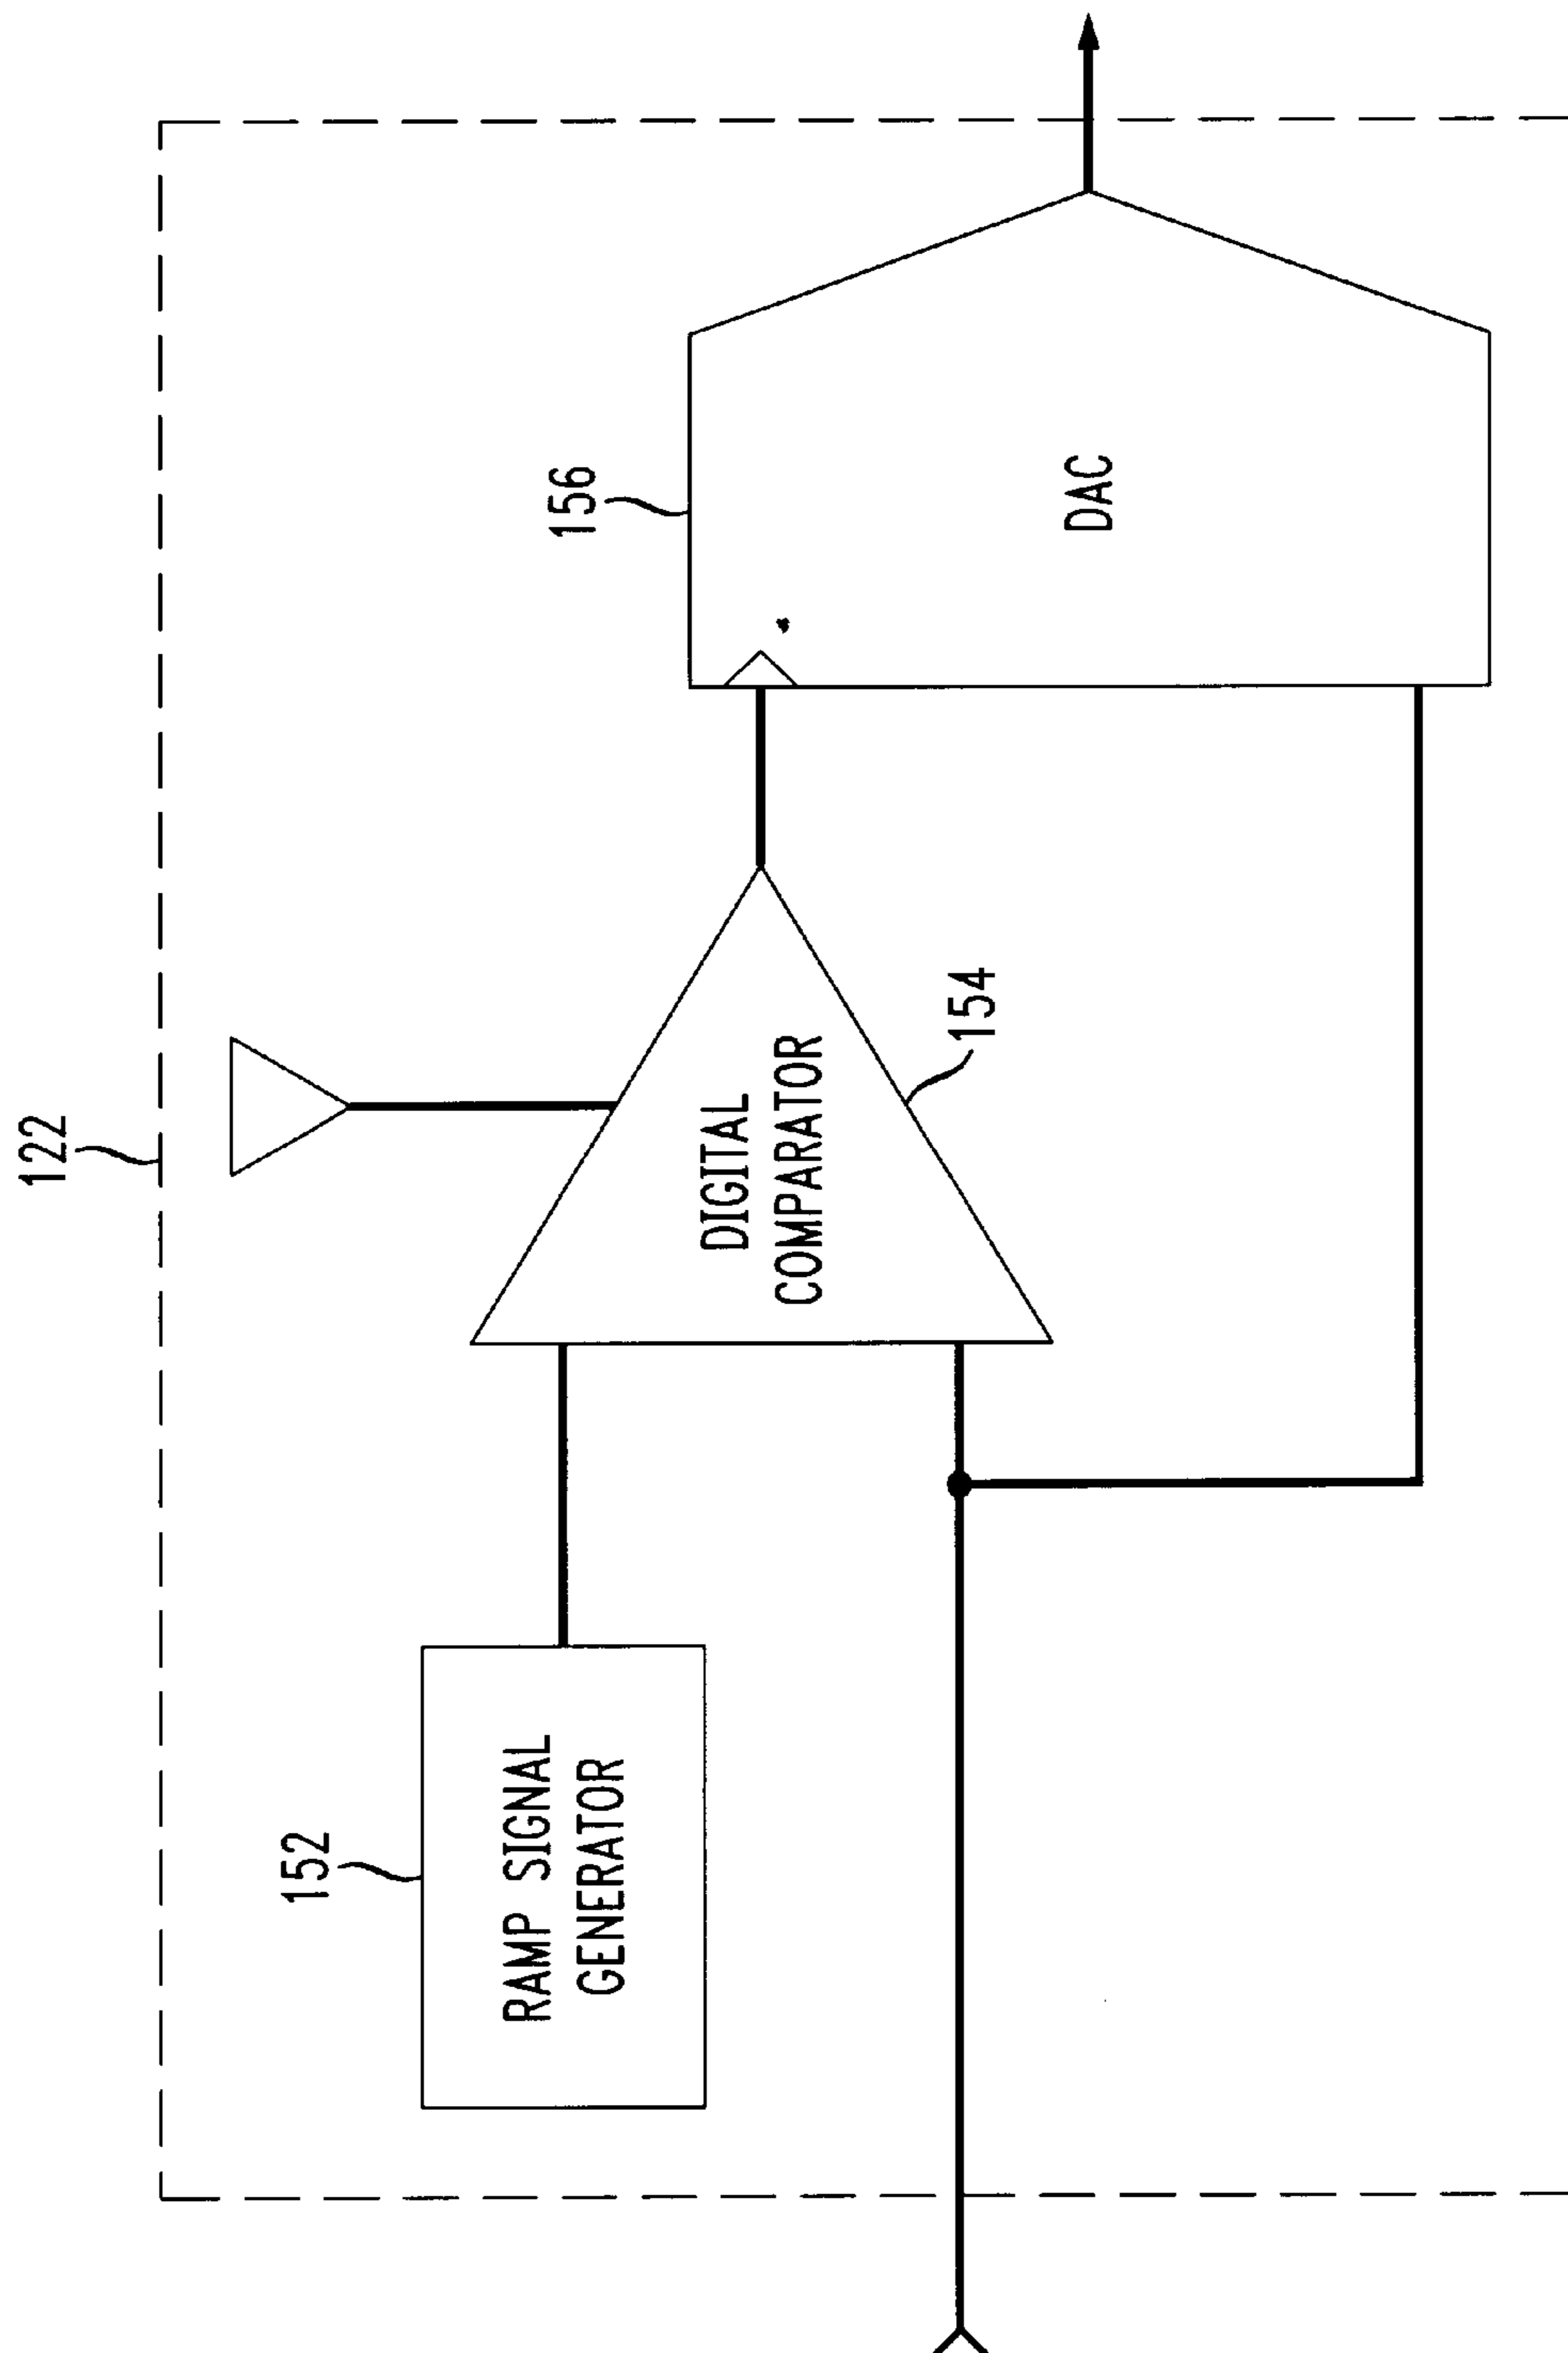 122
152
RAMP SIGNAL
GENERATOR
DIGITAL
COMPARATOR
154
156
DAC